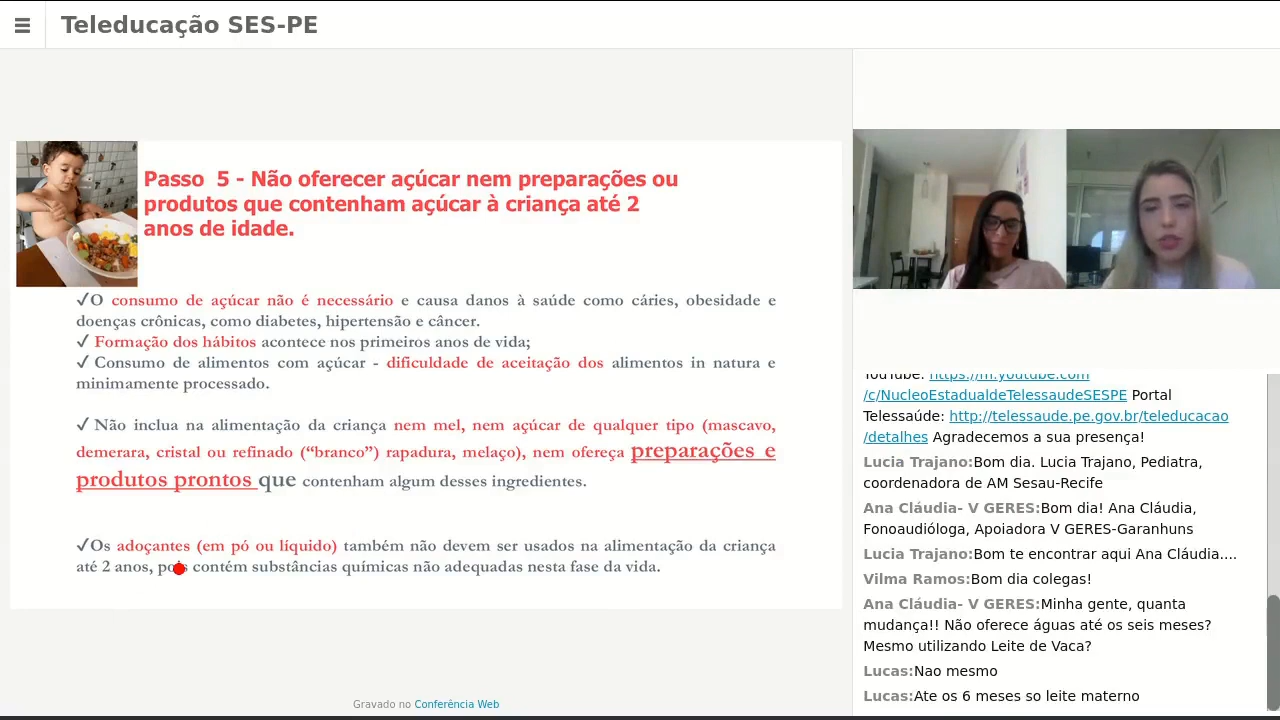 Teleducação SES-PE
Passo 5 - Não oferecer açúcar nem preparações ou
produtos que contenham açúcar à criança até 2
anos de idade.
✓O consumo de açúcar não é necessário e causa danos à saúde como cáries, obesidade e
doenças crônicas, como diabetes, hipertensão e câncer.
✓ Formação dos hábitos acontece nos primeiros anos de vida;
✓ Consumo de alimentos com açúcar - dificuldade de aceitação dos alimentos in natura e
minimamente processado.
✓ Não inclua na alimentação da criança nem mel, nem açúcar de qualquer tipo (mascavo,
demerara, cristal ou refinado (“branco”) rapadura, melaço), nem ofereça preparações e
produtos prontos que contenham algum desses ingredientes.
✓Os adoçantes (em pó ou líquido) também não devem ser usados na alimentação da criança
até 2 anos, pois contém substâncias químicas não adequadas nesta fase da vida.
Gravado no Conferência Web
YouTube: https://m.youtube.com
/c/NucleoEstadualdeTelessaudeSESPE Portal
Telessaúde: http://telessaude.pe.gov.br/teleducacao
/detalhes Agradecemos a sua presença!
Lucia Trajano:Bom dia. Lucia Trajano, Pediatra,
coordenadora de AM Sesau-Recife
Ana Cláudia- V GERES:Bom dia! Ana Cláudia,
Fonoaudióloga, Apoiadora V GERES-Garanhuns
Lucia Trajano:Bom te encontrar aqui Ana Cláudia....
Vilma Ramos:Bom dia colegas!
Ana Cláudia- V GERES:Minha gente, quanta
mudança!! Não oferece águas até os seis meses?
Mesmo utilizando Leite de Vaca?
Lucas:Nao mesmo
Lucas:Ate os 6 meses so leite materno